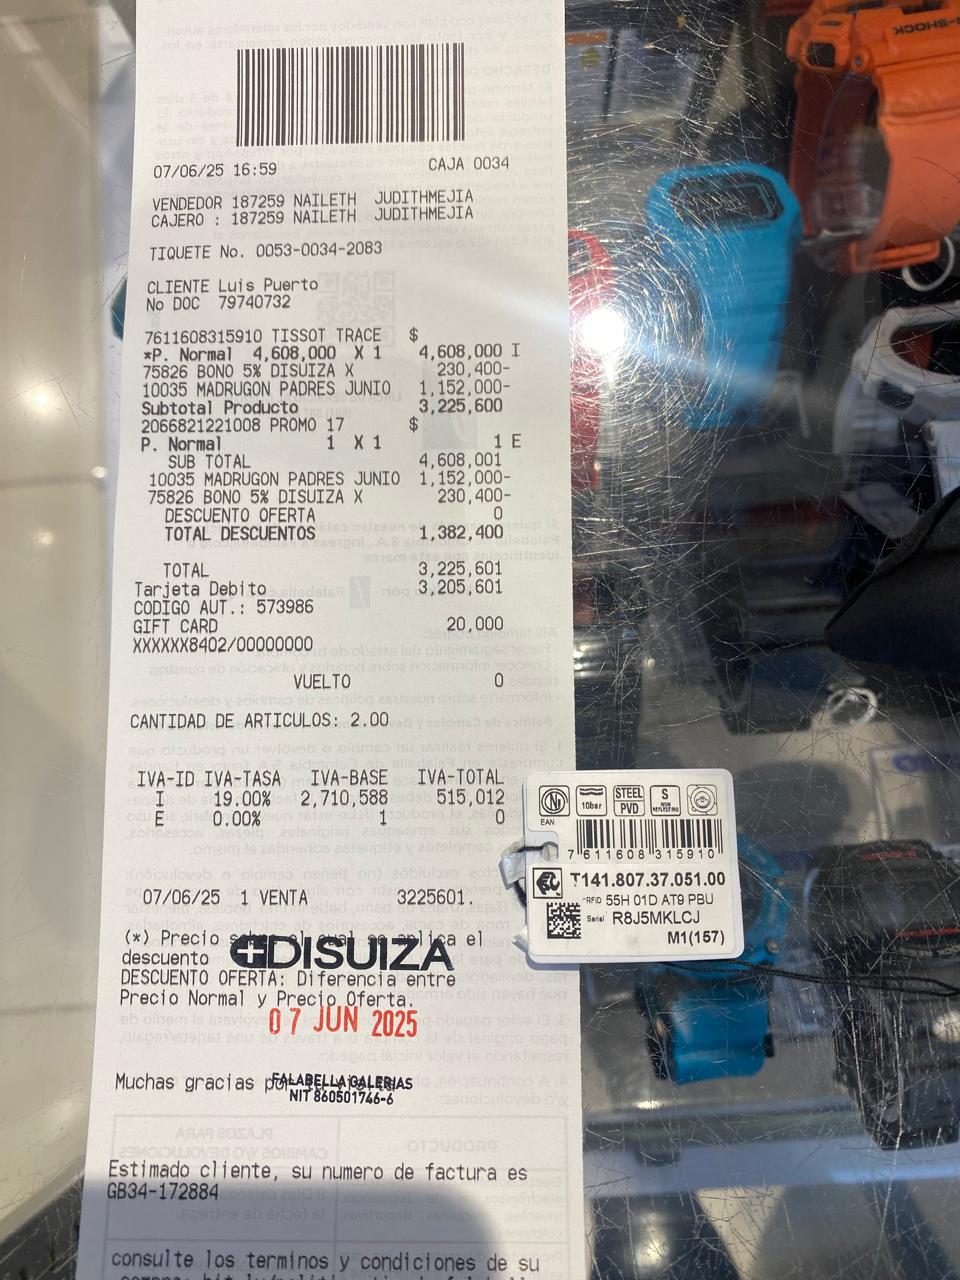 07/06/25 16:59 CAJA 0034
VENDEDOR 187259 NAILETH JUDITHMEJIA
CAJERO : 187259 NAILETH JUDITHMEJIA
TIQUETE No. 0053-0034-2083
CLIENTE Luis Puerto
No DOC 79740732
7611608315910 TISSOT TRACE $
*P. Normal 4,608,000 X 1 4,608,000 I
75826 BONO 5% DISUIZA X 230,400-
10035 MADRUGON PADRES JUNIO 1,152,000-
Subtotal Producto 3,225,600
2066821221008 PROMO 17 $
P. Normal 1 X 1 1 E
SUB TOTAL 4,608,001
10035 MADRUGON PADRES JUNIO 1,152,000-
75826 BONO 5% DISUIZA X 230,400-
DESCUENTO OFERTA 0
TOTAL DESCUENTOS 1,382,400
TOTAL 3,225,601
Tarjeta Debito 3,205,601
CODIGO AUT.: 573986
GIFT CARD 20,000
XXXXXX8402/00000000
VUELTO 0
CANTIDAD DE ARTICULOS: 2.00
IVA-ID IVA-TASA IVA-BASE IVA-TOTAL
I 19.00% 2,710,588 515,012
E 0.00% 1 0
07/06/25 1 VENTA 3225601.
(*) Precio se aplica el
descuento
DISUIZA
DESCUENTO OFERTA: Diferencia entre
Precio Normal y Precio Oferta.
07 JUN 2025
Muchas gracias por
FALABELLA GALERIAS
NIT 860501746-6
Estimado cliente, su numero de factura es
GB34-172884
consulte los terminos y condiciones de su
G-SHOCK
10bar
STEEL
PVD
S
NON
REFLECTING
EAN
7 611608 315910
T141.807.37.051.00
RFID 55H 01D AT9 PBU
Serial R8J5MKLCJ
M1(157)